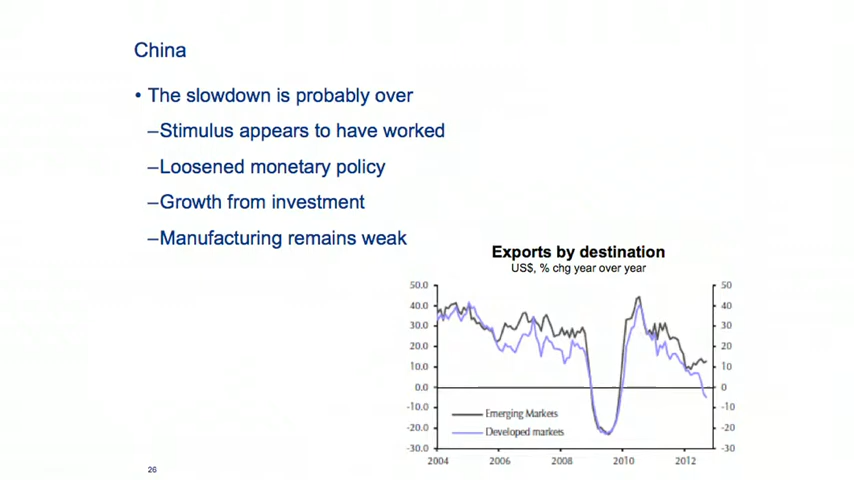 China
• The slowdown is probably over
–Stimulus appears to have worked
–Loosened monetary policy
–Growth from investment
–Manufacturing remains weak
Exports by destination
US$, % chg year over year
50.0 50
40.0 40
30.0 30
20.0 20
10.0 10
0.0 0
-10.0 -10
-20.0 -20
-30.0 -30
Emerging Markets
Developed markets
2004 2006 2008 2010 2012
26